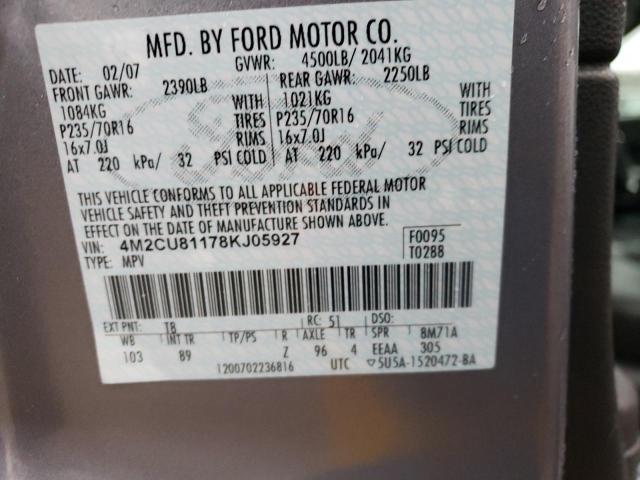 MFD. BY FORD MOTOR CO.
DATE: 02/07 GVWR: 4500LB/ 2041KG
FRONT GAWR: 2390LB REAR GAWR: 2250LB
1084KG WITH 1021KG WITH
P235/70R16 TIRES P235/70R16 TIRES
16x7.0J RIMS 16x7.0J RIMS
AT 220 kPa/ 32 PSI COLD AT 220 kPa/ 32 PSI COLD
THIS VEHICLE CONFORMS TO ALL APPLICABLE FEDERAL MOTOR
VEHICLE SAFETY AND THEFT PREVENTION STANDARDS IN
EFFECT ON THE DATE OF MANUFACTURE SHOWN ABOVE.
VIN: 4M2CU81178KJ05927 F0095
TYPE: MPV T0288
EXT PNT: T8 RC: 51 DSO:
WB INT TR TP/PS R AXLE TR SPR 8M71A
103 89 Z 96 4 EEAA 305
1200702236816 UTC ▽5U5A-1520472-BA